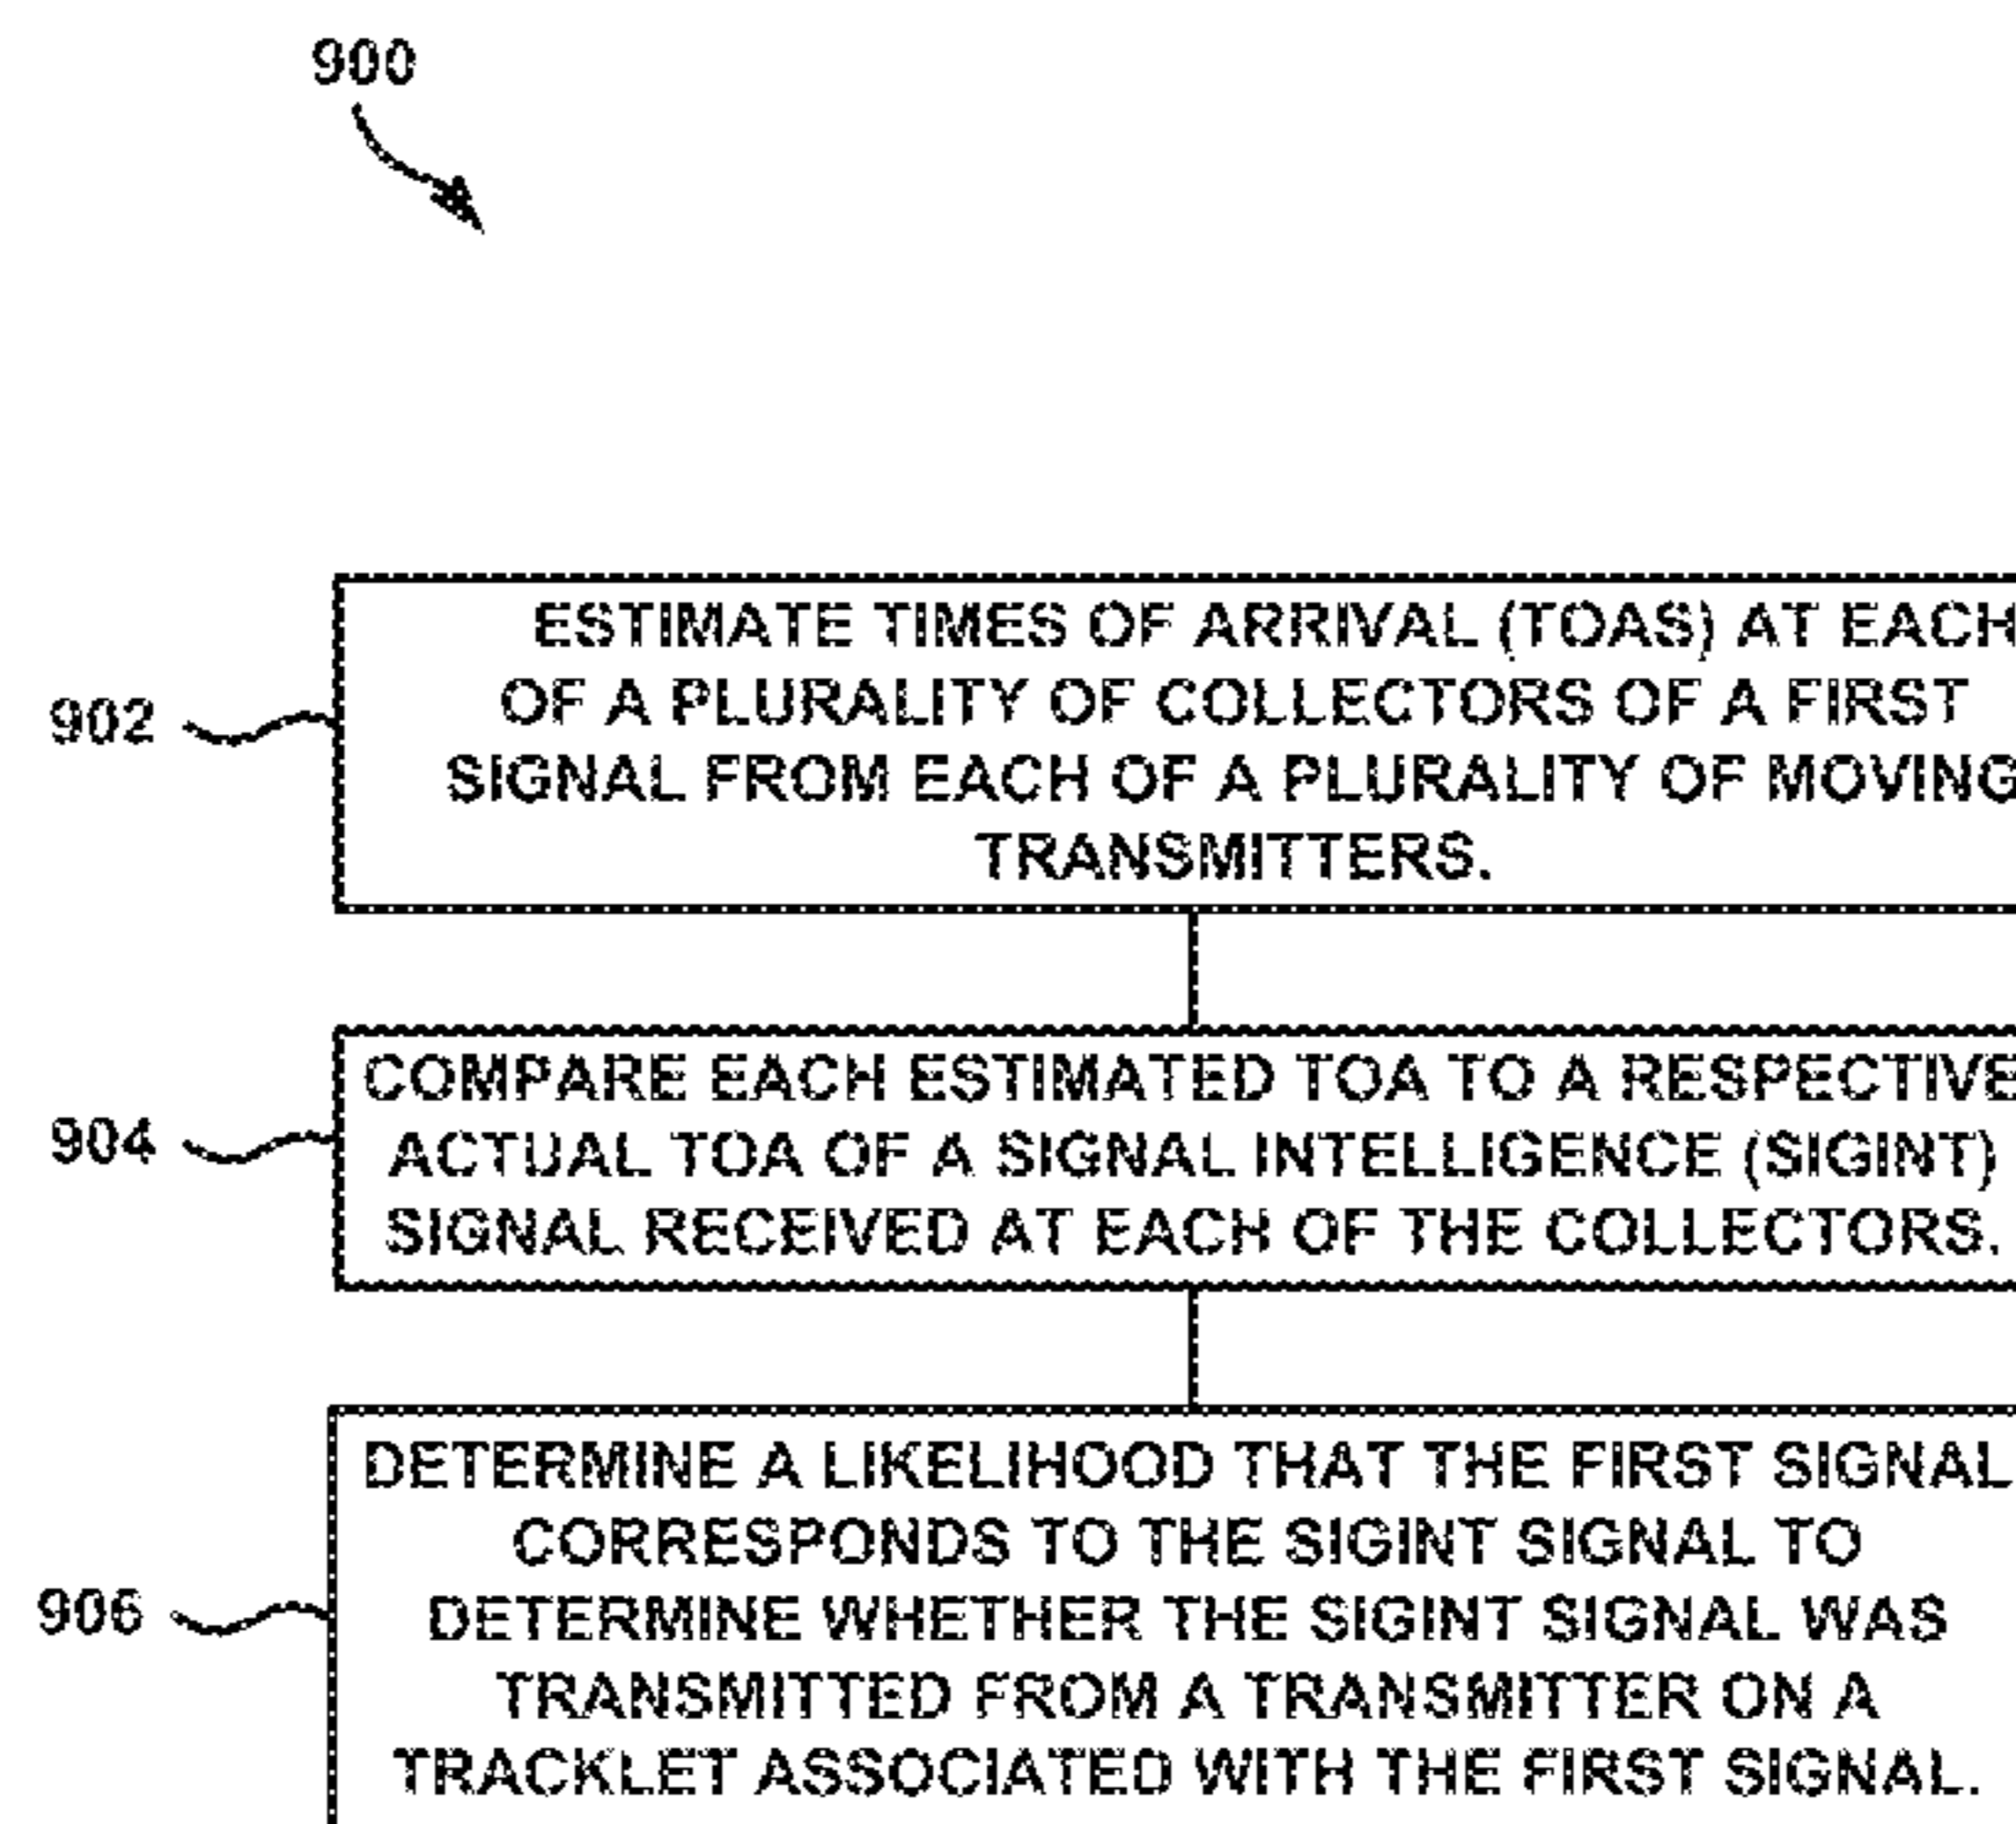 900
902
ESTIMATE TIMES OF ARRIVAL (TOAS) AT EACH
OF A PLURALITY OF COLLECTORS OF A FIRST
SIGNAL FROM EACH OF A PLURALITY OF MOVING
TRANSMITTERS.
904
COMPARE EACH ESTIMATED TOA TO A RESPECTIVE
ACTUAL TOA OF A SIGNAL INTELLIGENCE (SIGINT)
SIGNAL RECEIVED AT EACH OF THE COLLECTORS.
906
DETERMINE A LIKELIHOOD THAT THE FIRST SIGNAL
CORRESPONDS TO THE SIGINT SIGNAL TO
DETERMINE WHETHER THE SIGINT SIGNAL WAS
TRANSMITTED FROM A TRANSMITTER ON A
TRACKLET ASSOCIATED WITH THE FIRST SIGNAL.